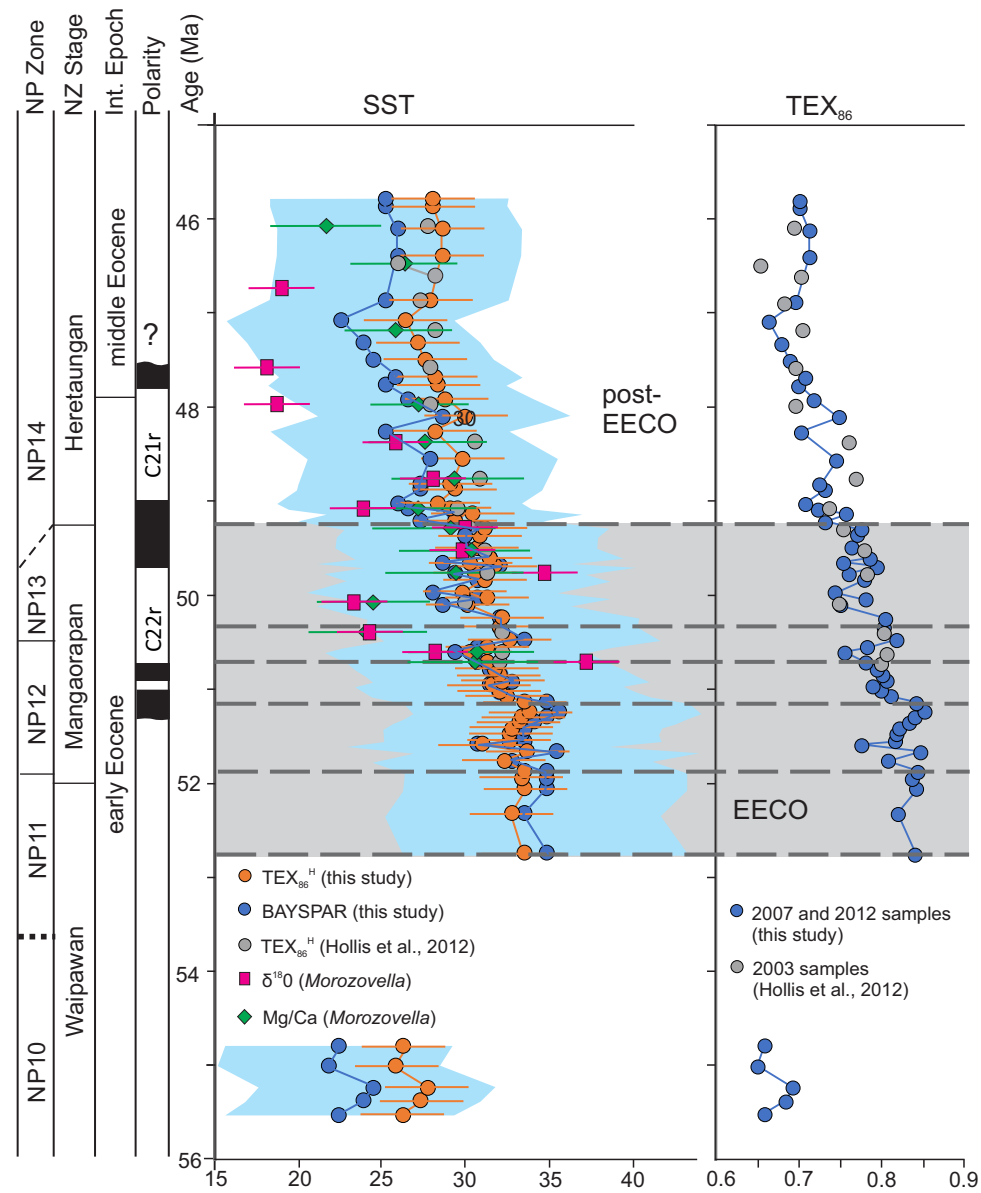 NP Zone
NZ Stage
Int. Epoch
Polarity
Age (Ma)
SST
TEX₈₆
NP14
NP13
NP12
NP11
NP10
Heretaungan
Mangaorapan
Waipawan
middle Eocene
early Eocene
?
C21r
C22r
46
48
50
52
54
56
30
post-
EECO
EECO
TEX₈₆ᴴ (this study)
BAYSPAR (this study)
TEX₈₆ᴴ (Hollis et al., 2012)
δ¹⁸0 (Morozovella)
Mg/Ca (Morozovella)
2007 and 2012 samples
(this study)
2003 samples
(Hollis et al., 2012)
15 20 25 30 35 40
0.6 0.7 0.8 0.9